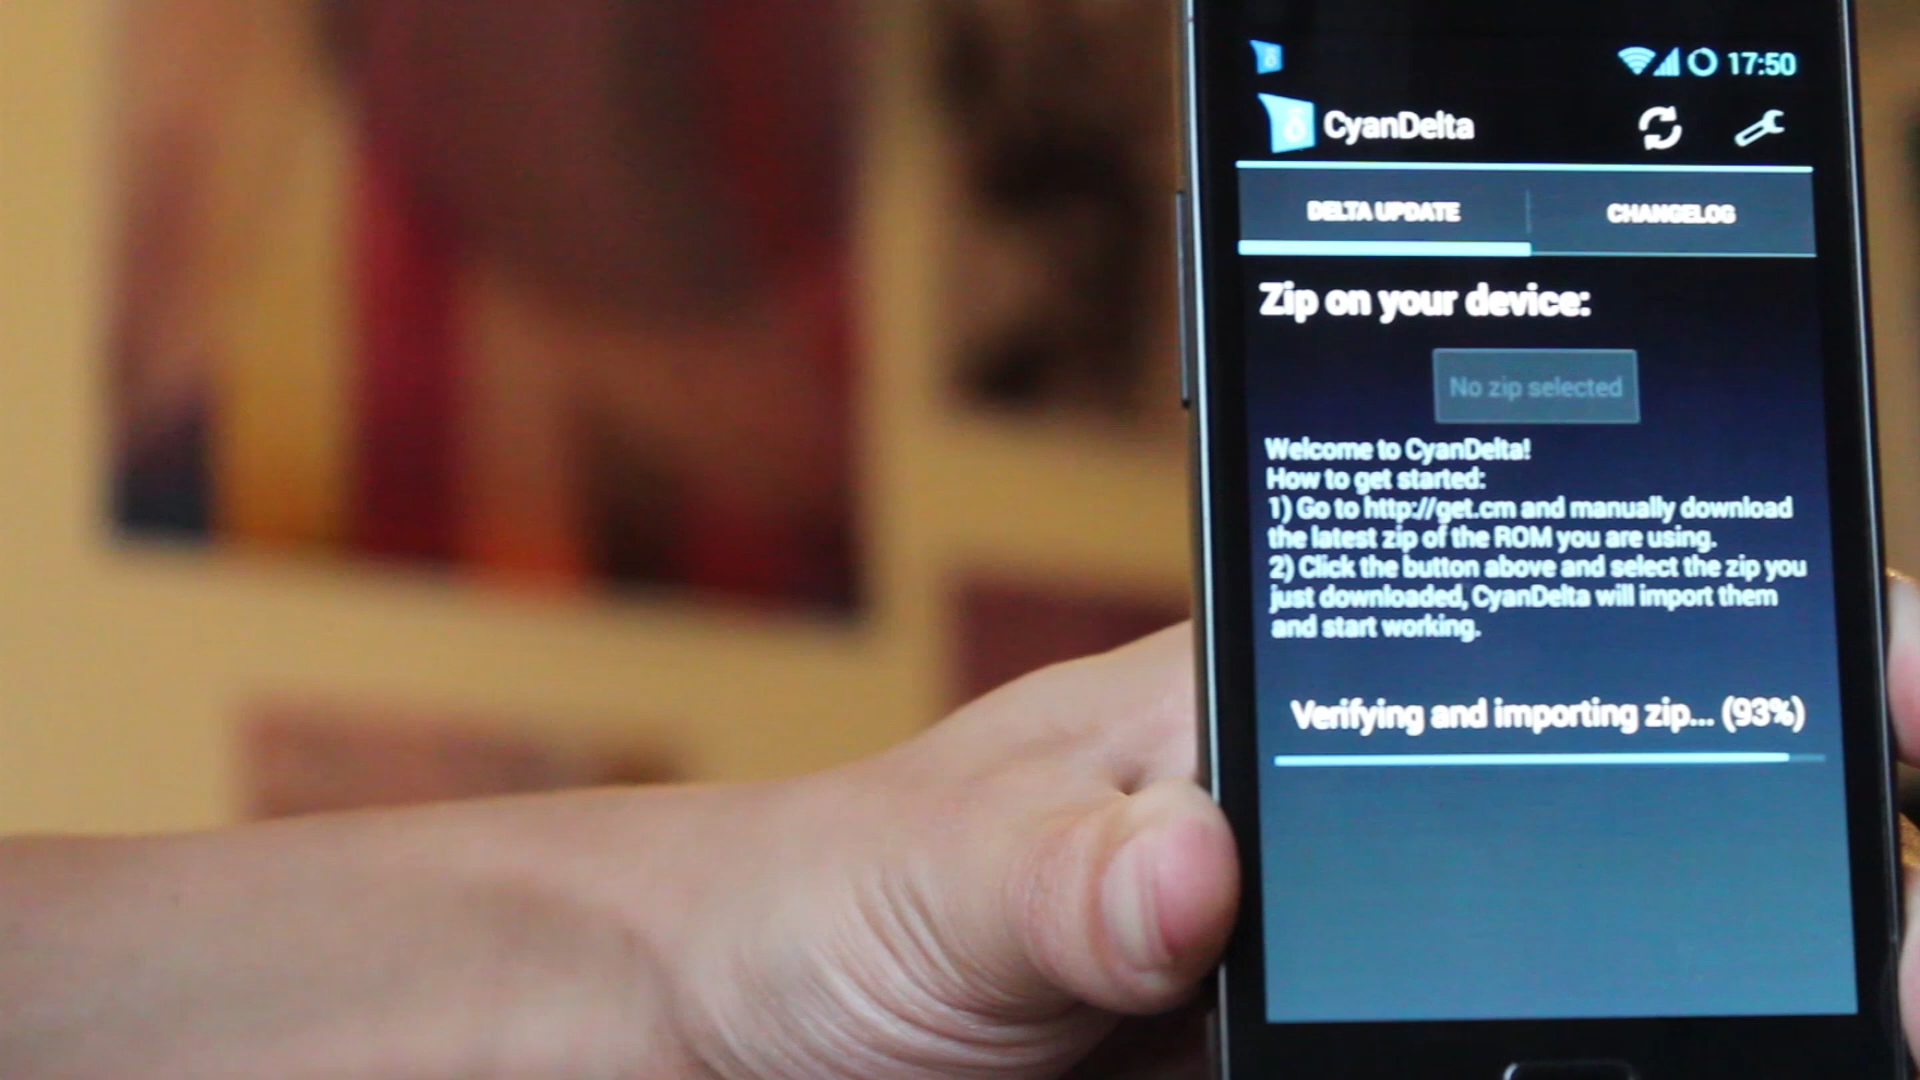 17:50
CyanDelta
DELTA UPDATE
CHANGELOG
Zip on your device:
No zip selected
Welcome to CyanDelta!
How to get started:
1) Go to http://get.cm and manually download
the latest zip of the ROM you are using.
2) Click the button above and select the zip you
just downloaded, CyanDelta will import them
and start working.
Verifying and importing zip... (93%)